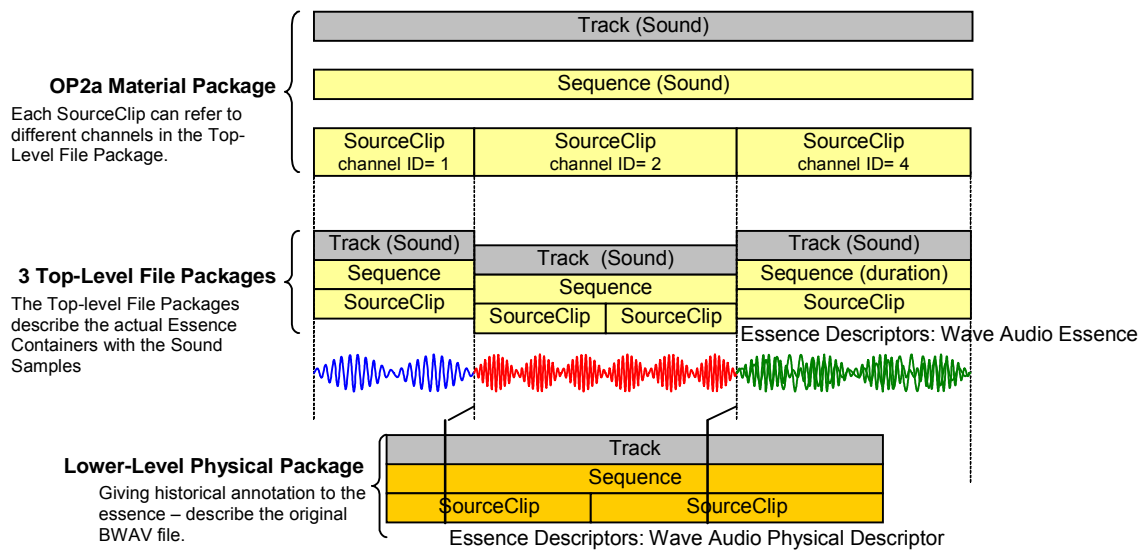 Track (Sound)
OP2a Material Package
Each SourceClip can refer to
different channels in the Top-
Level File Package.
Sequence (Sound)
SourceClip
channel ID= 1
SourceClip
channel ID= 2
SourceClip
channel ID= 4
3 Top-Level File Packages
The Top-level File Packages
describe the actual Essence
Containers with the Sound
Samples
Track (Sound)
Sequence
SourceClip
Track (Sound)
Sequence
SourceClip
SourceClip
Track (Sound)
Sequence (duration)
SourceClip
Essence Descriptors: Wave Audio Essence
Lower-Level Physical Package
Giving historical annotation to the
essence – describe the original
BWAV file.
Track
Sequence
SourceClip
SourceClip
Essence Descriptors: Wave Audio Physical Descriptor